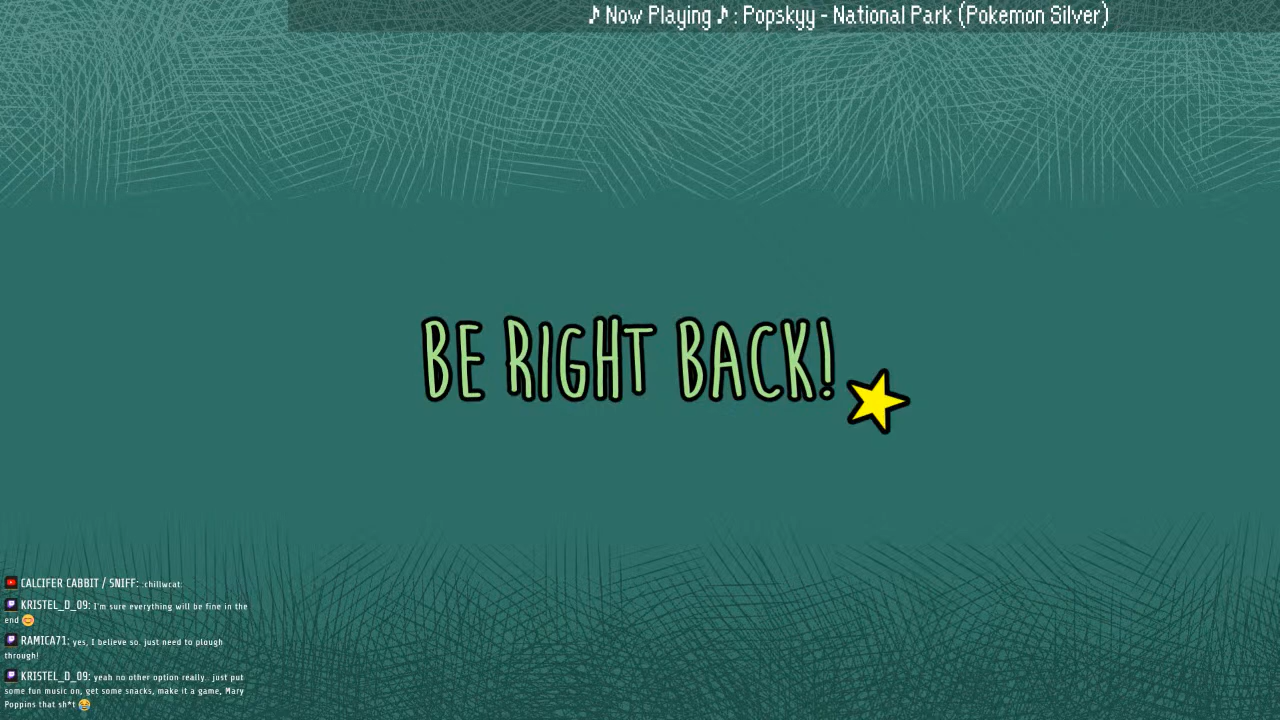 ♪ Now Playing ♪ : Popskyy - National Park (Pokemon Silver)
BE RIGHT BACK!
CALCIFER CABBIT / SNIFF: :chillwcat:
KRISTEL_D_09: I'm sure everything will be fine in the
end 😊
RAMICA71: yes, I believe so. just need to plough
through!
KRISTEL_D_09: yeah no other option really.. just put
some fun music on, get some snacks, make it a game, Mary
Poppins that sh*t 😂